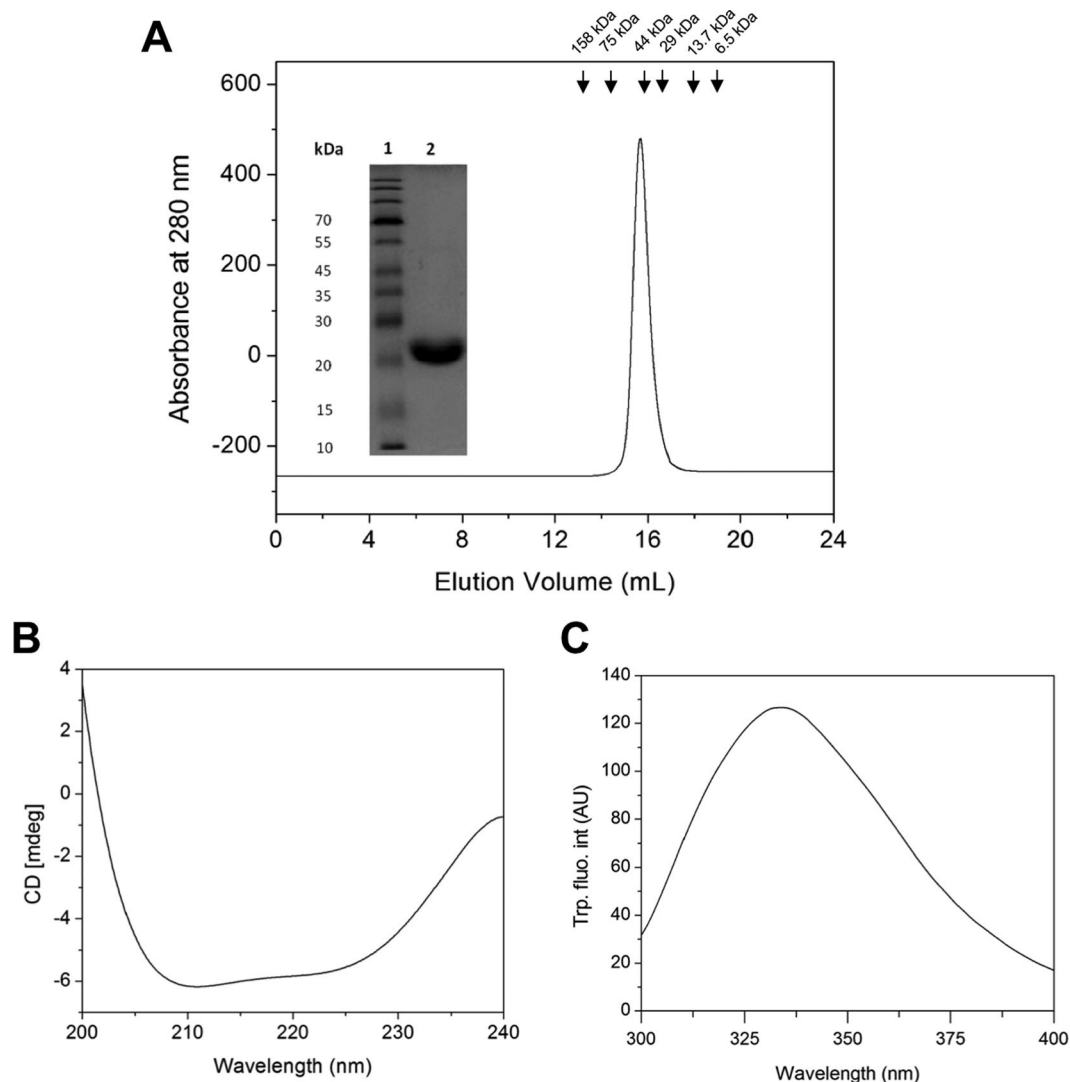 A
158 kDa
75 kDa
44 kDa
29 kDa
13.7 kDa
6.5 kDa
600
400
200
0
-200
Absorbance at 280 nm
kDa 1 2
70
55
45
35
30
20
15
10
0 4 8 12 16 20 24
Elution Volume (mL)
B
4
2
0
-2
-4
-6
CD [mdeg]
200 210 220 230 240
Wavelength (nm)
C
140
120
100
80
60
40
20
0
Trp. fluo. int (AU)
300 325 350 375 400
Wavelength (nm)